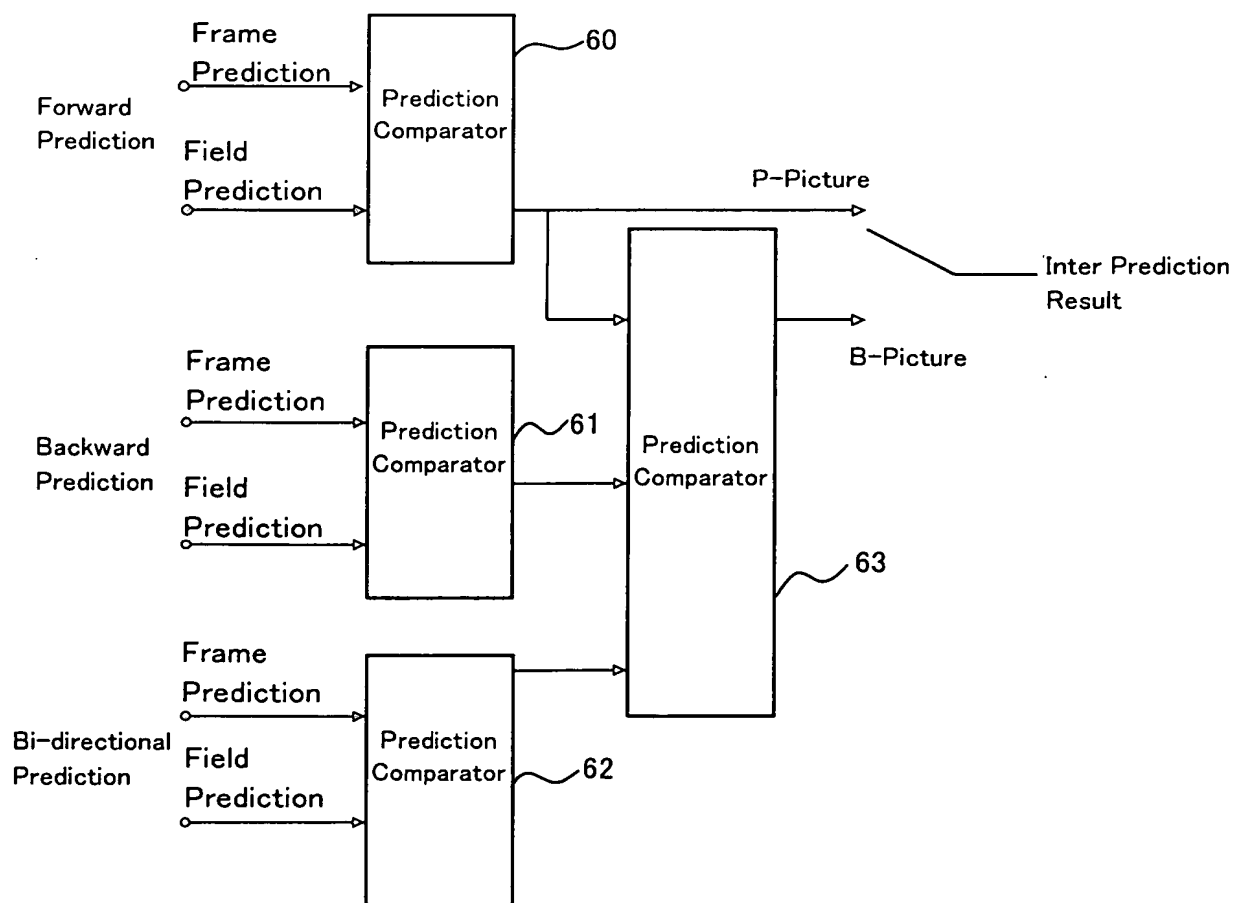 Frame
Prediction
60
Forward
Prediction
Prediction
Comparator
Field
Prediction
P-Picture
Inter Prediction
Result
B-Picture
Frame
Prediction
61
Backward
Prediction
Prediction
Comparator
Prediction
Comparator
Field
Prediction
63
Frame
Prediction
Bi-directional
Prediction
Prediction
Comparator
62
Field
Prediction